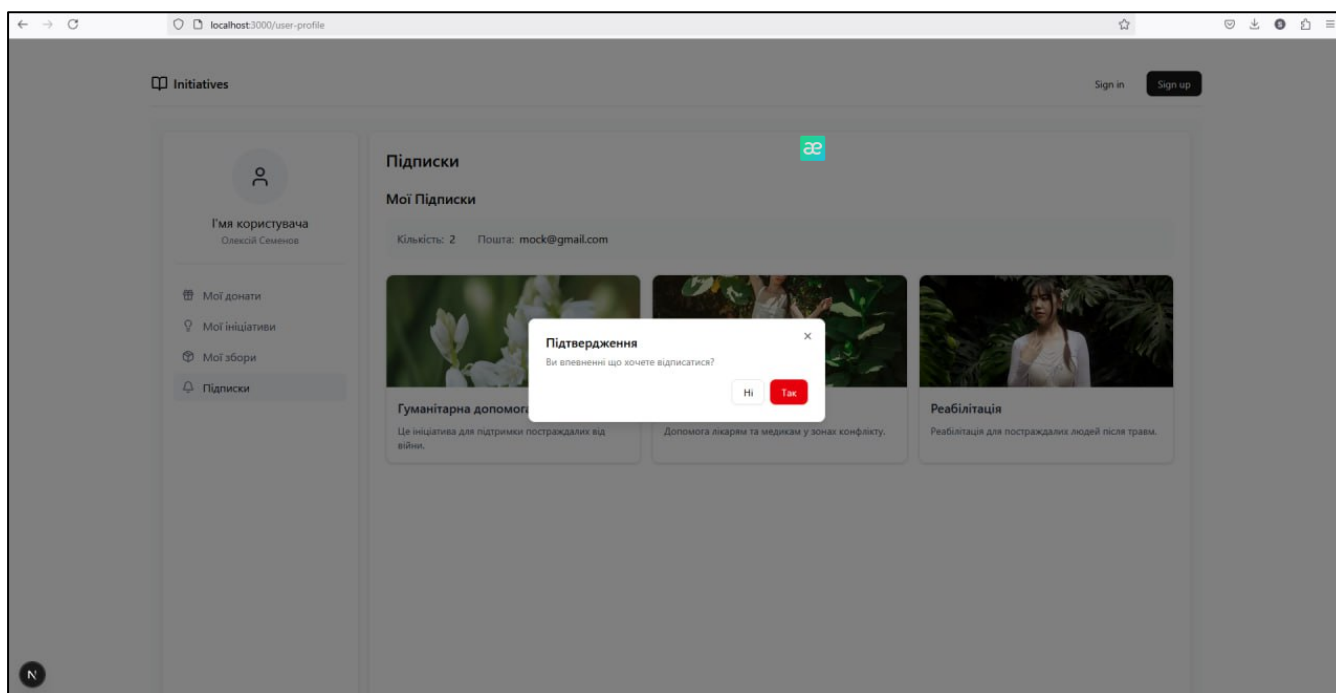 localhost:3000/user-profile
Initiatives
Sign in
Sign up
æ
І'мя користувача
Олексій Семенов
Мої донати
Мої ініціативи
Мої збори
Підписки
Підписки
Мої Підписки
Кількість: 2 Пошта: mock@gmail.com
Підтвердження
Ви впевненні що хочете відписатися?
Ні
Так
Гуманітарна допомога
Це ініціатива для підтримки постраждалих від
війни.
Допомога лікарям та медикам у зонах конфлікту.
Реабілітація
Реабілітація для постраждалих людей після травм.
N